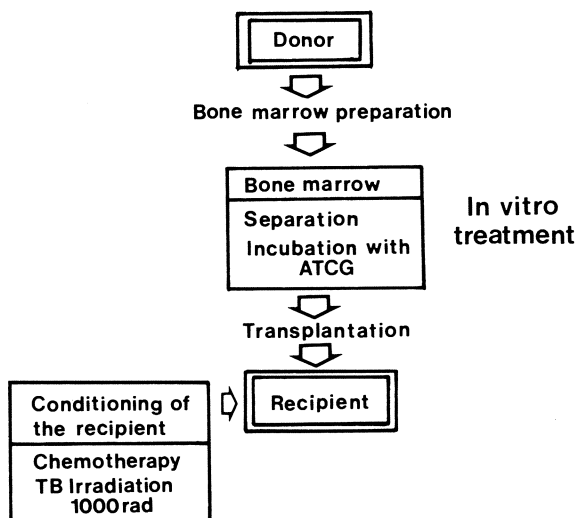 Donor
Bone marrow preparation
Bone marrow
Separation
Incubation with
ATCG
In vitro
treatment
Transplantation
Recipient
Conditioning of
the recipient
Chemotherapy
TB Irradiation
1000rad